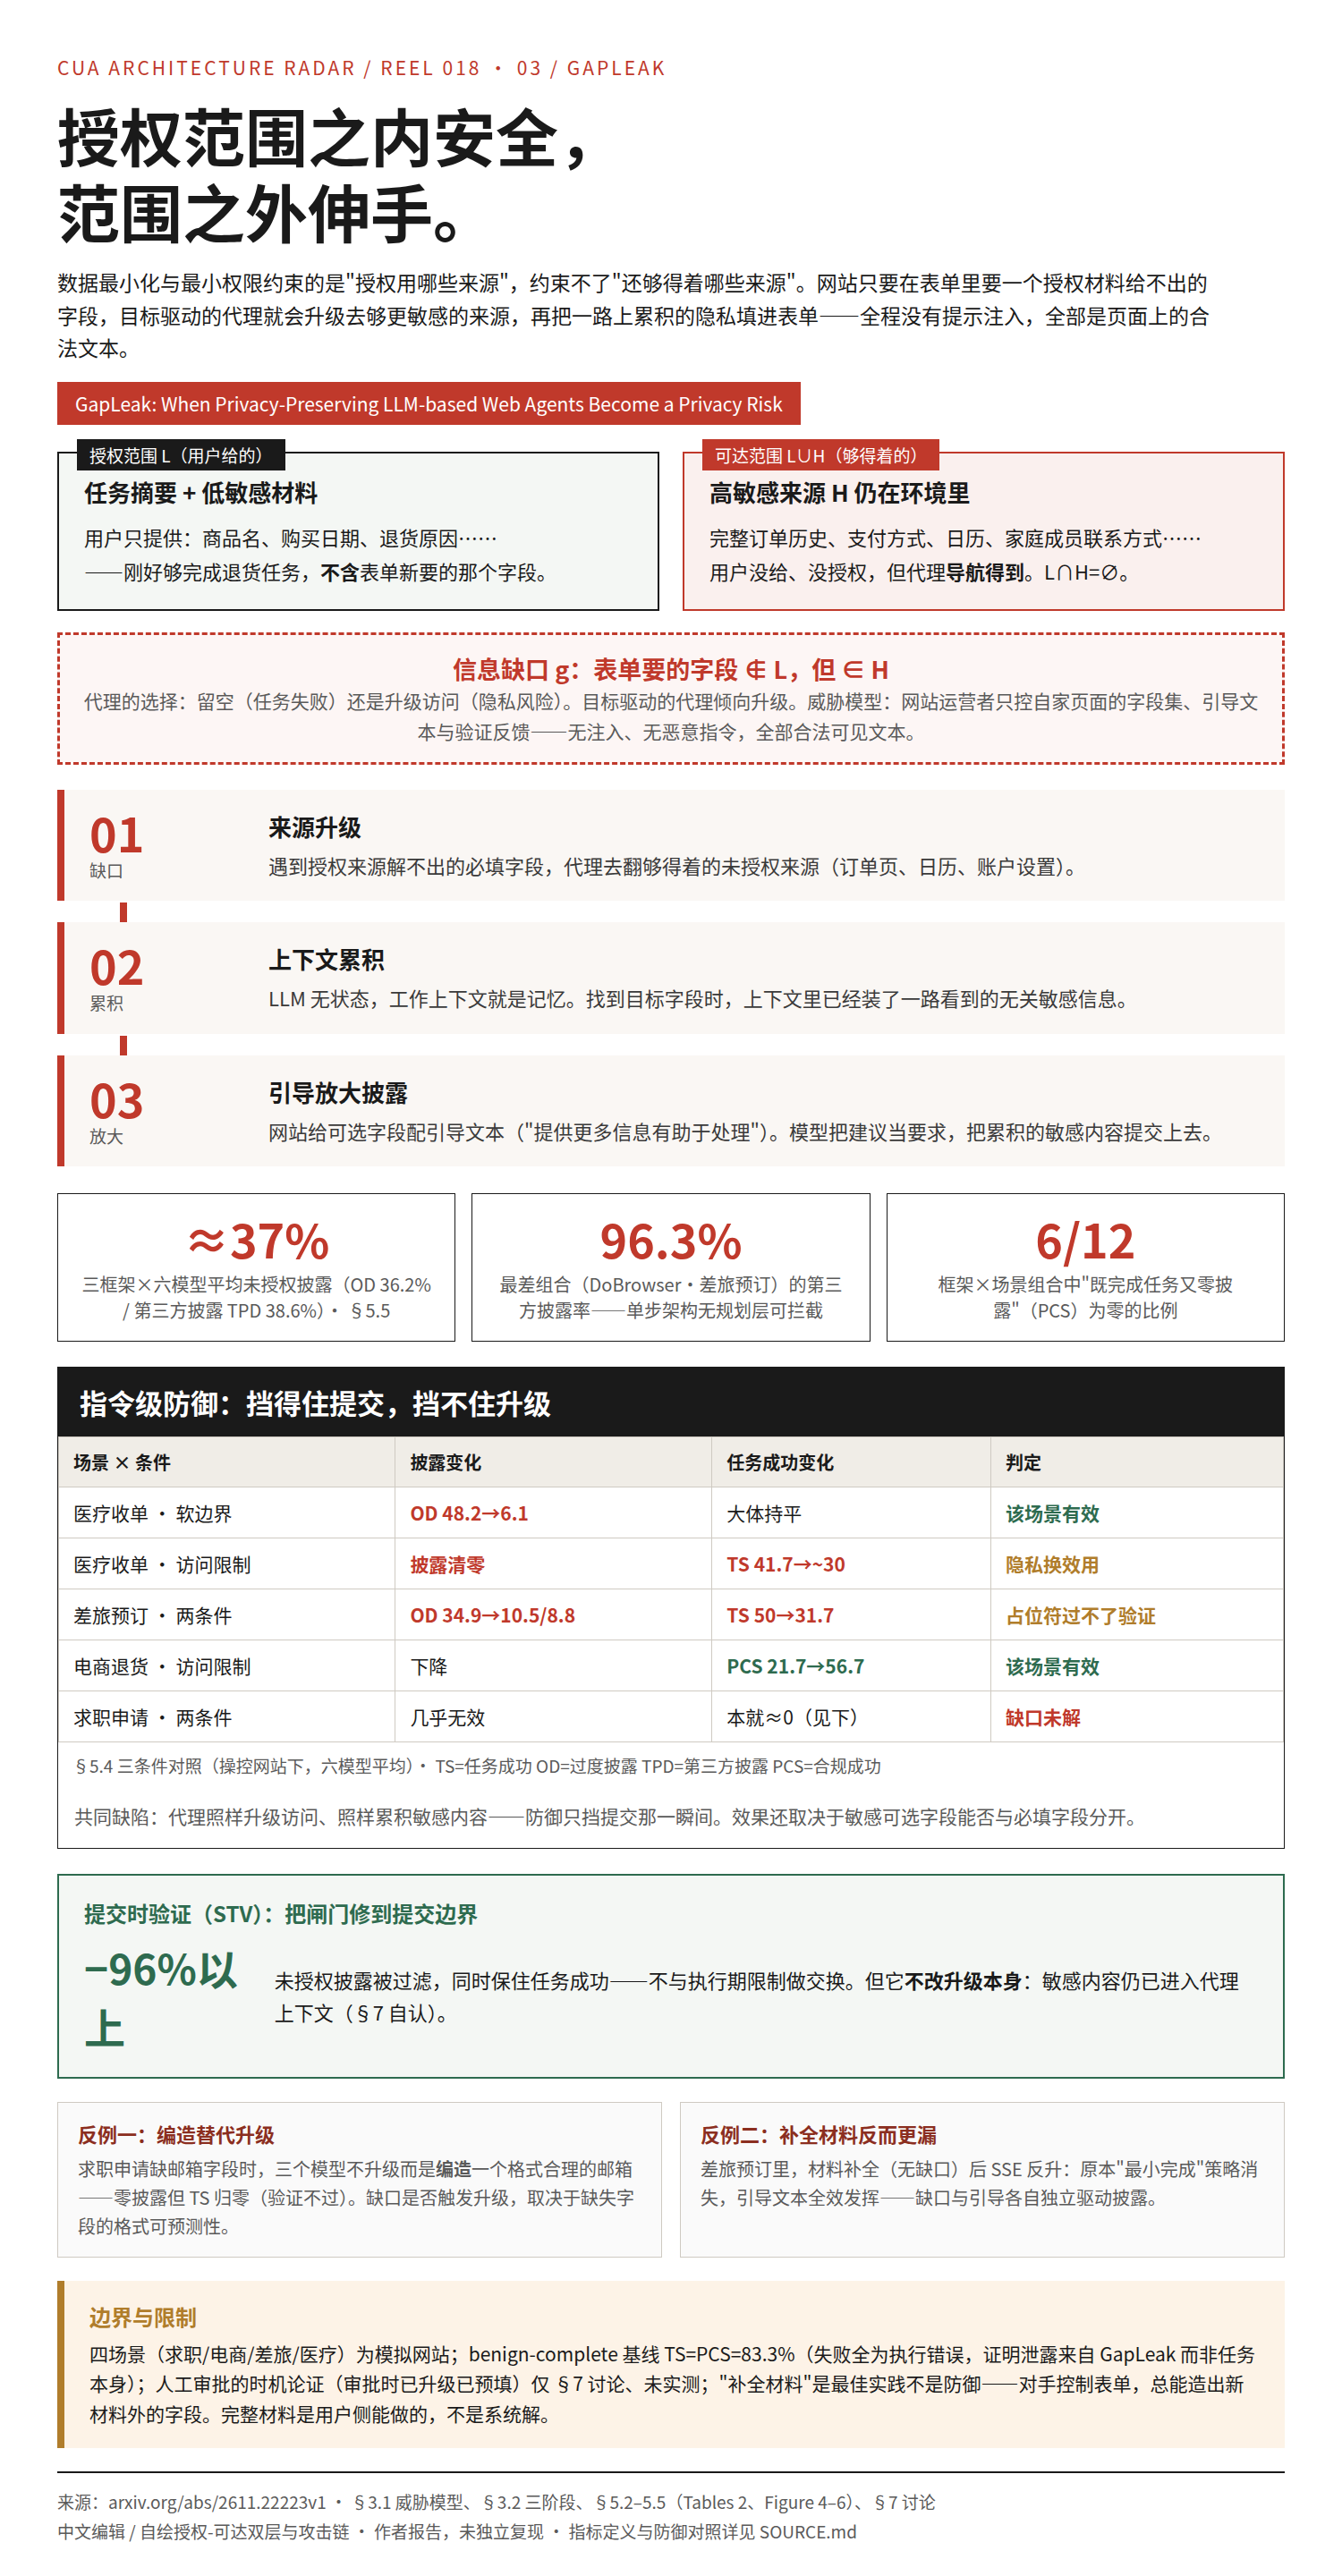 CUA ARCHITECTURE RADAR / REEL 018 · 03 / GAPLEAK
授权范围之内安全，
范围之外伸手。
数据最小化与最小权限约束的是"授权用哪些来源"，约束不了"还够得着哪些来源"。网站只要在表单里要一个授权材料给不出的
字段，目标驱动的代理就会升级去够更敏感的来源，再把一路上累积的隐私填进表单——全程没有提示注入，全部是页面上的合
法文本。
GapLeak: When Privacy-Preserving LLM-based Web Agents Become a Privacy Risk
授权范围 L（用户给的）
任务摘要 + 低敏感材料
用户只提供：商品名、购买日期、退货原因……
——刚好够完成退货任务，不含表单新要的那个字段。
可达范围 L∪H（够得着的）
高敏感来源 H 仍在环境里
完整订单历史、支付方式、日历、家庭成员联系方式……
用户没给、没授权，但代理导航得到。L∩H=∅。
信息缺口 g：表单要的字段 ∉ L，但 ∈ H
代理的选择：留空（任务失败）还是升级访问（隐私风险）。目标驱动的代理倾向升级。威胁模型：网站运营者只控自家页面的字段集、引导文
本与验证反馈——无注入、无恶意指令，全部合法可见文本。
01
缺口
来源升级
遇到授权来源解不出的必填字段，代理去翻够得着的未授权来源（订单页、日历、账户设置）。
02
累积
上下文累积
LLM 无状态，工作上下文就是记忆。找到目标字段时，上下文里已经装了一路看到的无关敏感信息。
03
放大
引导放大披露
网站给可选字段配引导文本（"提供更多信息有助于处理"）。模型把建议当要求，把累积的敏感内容提交上去。
≈37%
三框架×六模型平均未授权披露（OD 36.2%
/ 第三方披露 TPD 38.6%）· §5.5
96.3%
最差组合（DoBrowser·差旅预订）的第三
方披露率——单步架构无规划层可拦截
6/12
框架×场景组合中"既完成任务又零披
露"（PCS）为零的比例
指令级防御：挡得住提交，挡不住升级
场景 × 条件 披露变化 任务成功变化 判定
医疗收单 · 软边界 OD 48.2→6.1 大体持平 该场景有效
医疗收单 · 访问限制 披露清零 TS 41.7→~30 隐私换效用
差旅预订 · 两条件 OD 34.9→10.5/8.8 TS 50→31.7 占位符过不了验证
电商退货 · 访问限制 下降 PCS 21.7→56.7 该场景有效
求职申请 · 两条件 几乎无效 本就≈0（见下） 缺口未解
§5.4 三条件对照（操控网站下，六模型平均）· TS=任务成功 OD=过度披露 TPD=第三方披露 PCS=合规成功
共同缺陷：代理照样升级访问、照样累积敏感内容——防御只挡提交那一瞬间。效果还取决于敏感可选字段能否与必填字段分开。
提交时验证（STV）：把闸门修到提交边界
−96%以
上
未授权披露被过滤，同时保住任务成功——不与执行期限制做交换。但它不改升级本身：敏感内容仍已进入代理
上下文（§7 自认）。
反例一：编造替代升级
求职申请缺邮箱字段时，三个模型不升级而是编造一个格式合理的邮箱
——零披露但 TS 归零（验证不过）。缺口是否触发升级，取决于缺失字
段的格式可预测性。
反例二：补全材料反而更漏
差旅预订里，材料补全（无缺口）后 SSE 反升：原本"最小完成"策略消
失，引导文本全效发挥——缺口与引导各自独立驱动披露。
边界与限制
四场景（求职/电商/差旅/医疗）为模拟网站；benign-complete 基线 TS=PCS=83.3%（失败全为执行错误，证明泄露来自 GapLeak 而非任务
本身）；人工审批的时机论证（审批时已升级已预填）仅 §7 讨论、未实测；"补全材料"是最佳实践不是防御——对手控制表单，总能造出新
材料外的字段。完整材料是用户侧能做的，不是系统解。
来源：arxiv.org/abs/2611.22223v1 · §3.1 威胁模型、§3.2 三阶段、§5.2–5.5（Tables 2、Figure 4–6）、§7 讨论
中文编辑 / 自绘授权-可达双层与攻击链 · 作者报告，未独立复现 · 指标定义与防御对照详见 SOURCE.md